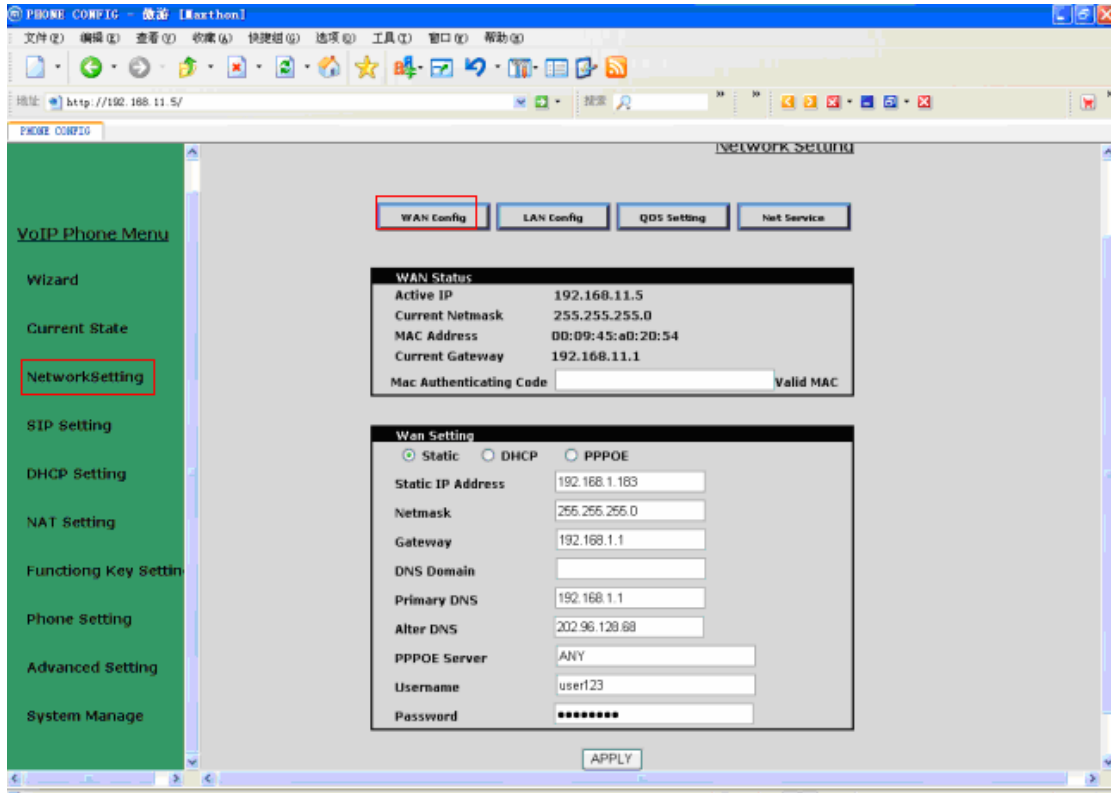 PHONE CONFIG - 傲游 [Maxthon]
文件(F) 编辑(E) 查看(V) 收藏(A) 快捷组(G) 选项(O) 工具(T) 窗口(W) 帮助(H)
地址 http://192.168.11.5/ 搜索
PHONE CONFIG
Network Setting
WAN Config LAN Config QOS Setting Net Service
VoIP Phone Menu
Wizard
Current State
NetworkSetting
SIP Setting
DHCP Setting
NAT Setting
Functiong Key Settin
Phone Setting
Advanced Setting
System Manage
WAN Status
Active IP 192.168.11.5
Current Netmask 255.255.255.0
MAC Address 00:09:45:a0:20:54
Current Gateway 192.168.11.1
Mac Authenticating Code Valid MAC
Wan Setting
Static DHCP PPPOE
Static IP Address 192.168.1.183
Netmask 255.255.255.0
Gateway 192.168.1.1
DNS Domain
Primary DNS 192.168.1.1
Alter DNS 202.96.128.68
PPPOE Server ANY
Username user123
Password ••••••••
APPLY